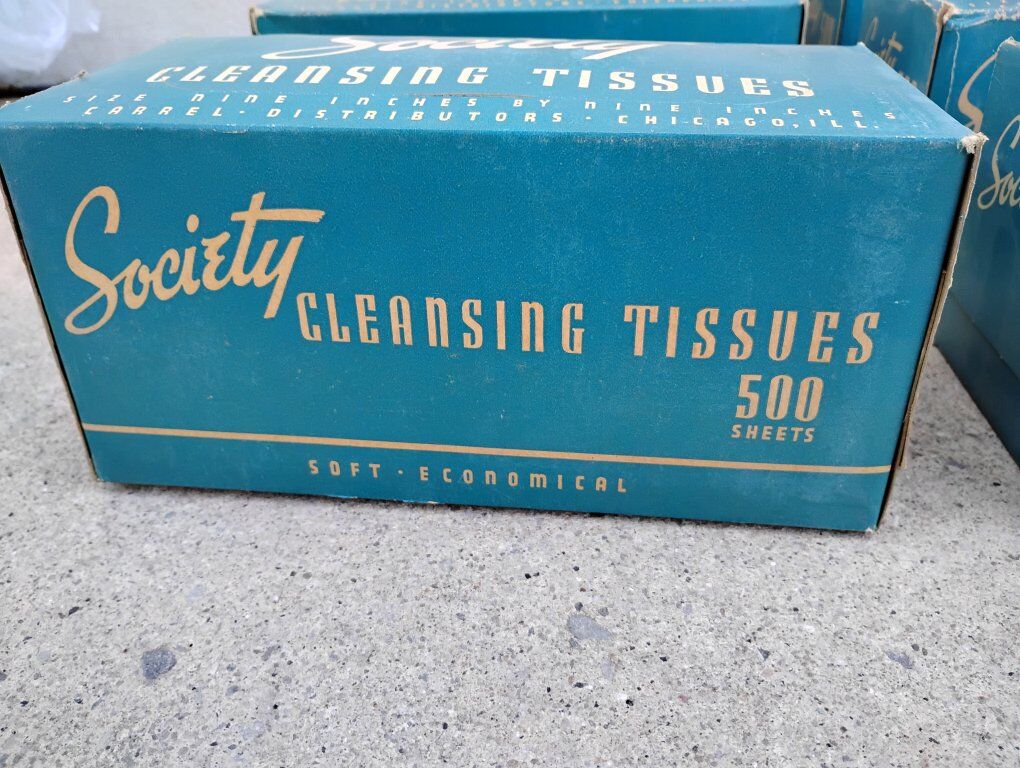 Society
CLEANSING TISSUES
SIZE NINE INCHES BY NINE INCHES
CARREL · DISTRIBUTORS · CHICAGO, ILL.
Society
CLEANSING TISSUES
500
SHEETS
SOFT · ECONOMICAL